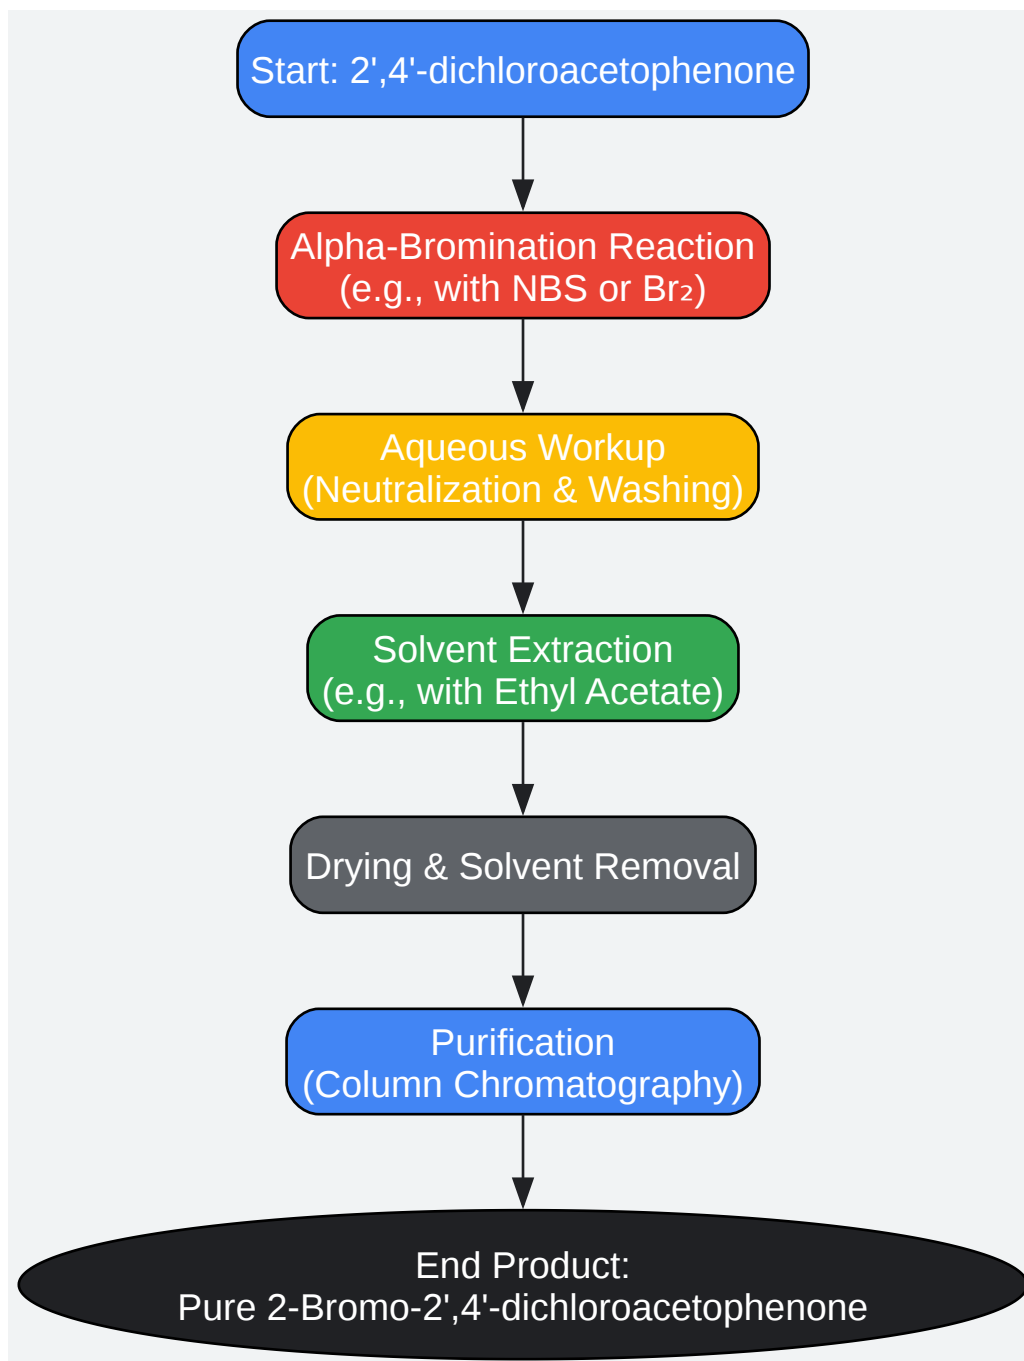 Start: 2',4'-dichloroacetophenone
Alpha-Bromination Reaction
(e.g., with NBS or Br₂)
Aqueous Workup
(Neutralization & Washing)
Solvent Extraction
(e.g., with Ethyl Acetate)
Drying & Solvent Removal
Purification
(Column Chromatography)
End Product:
Pure 2-Bromo-2',4'-dichloroacetophenone